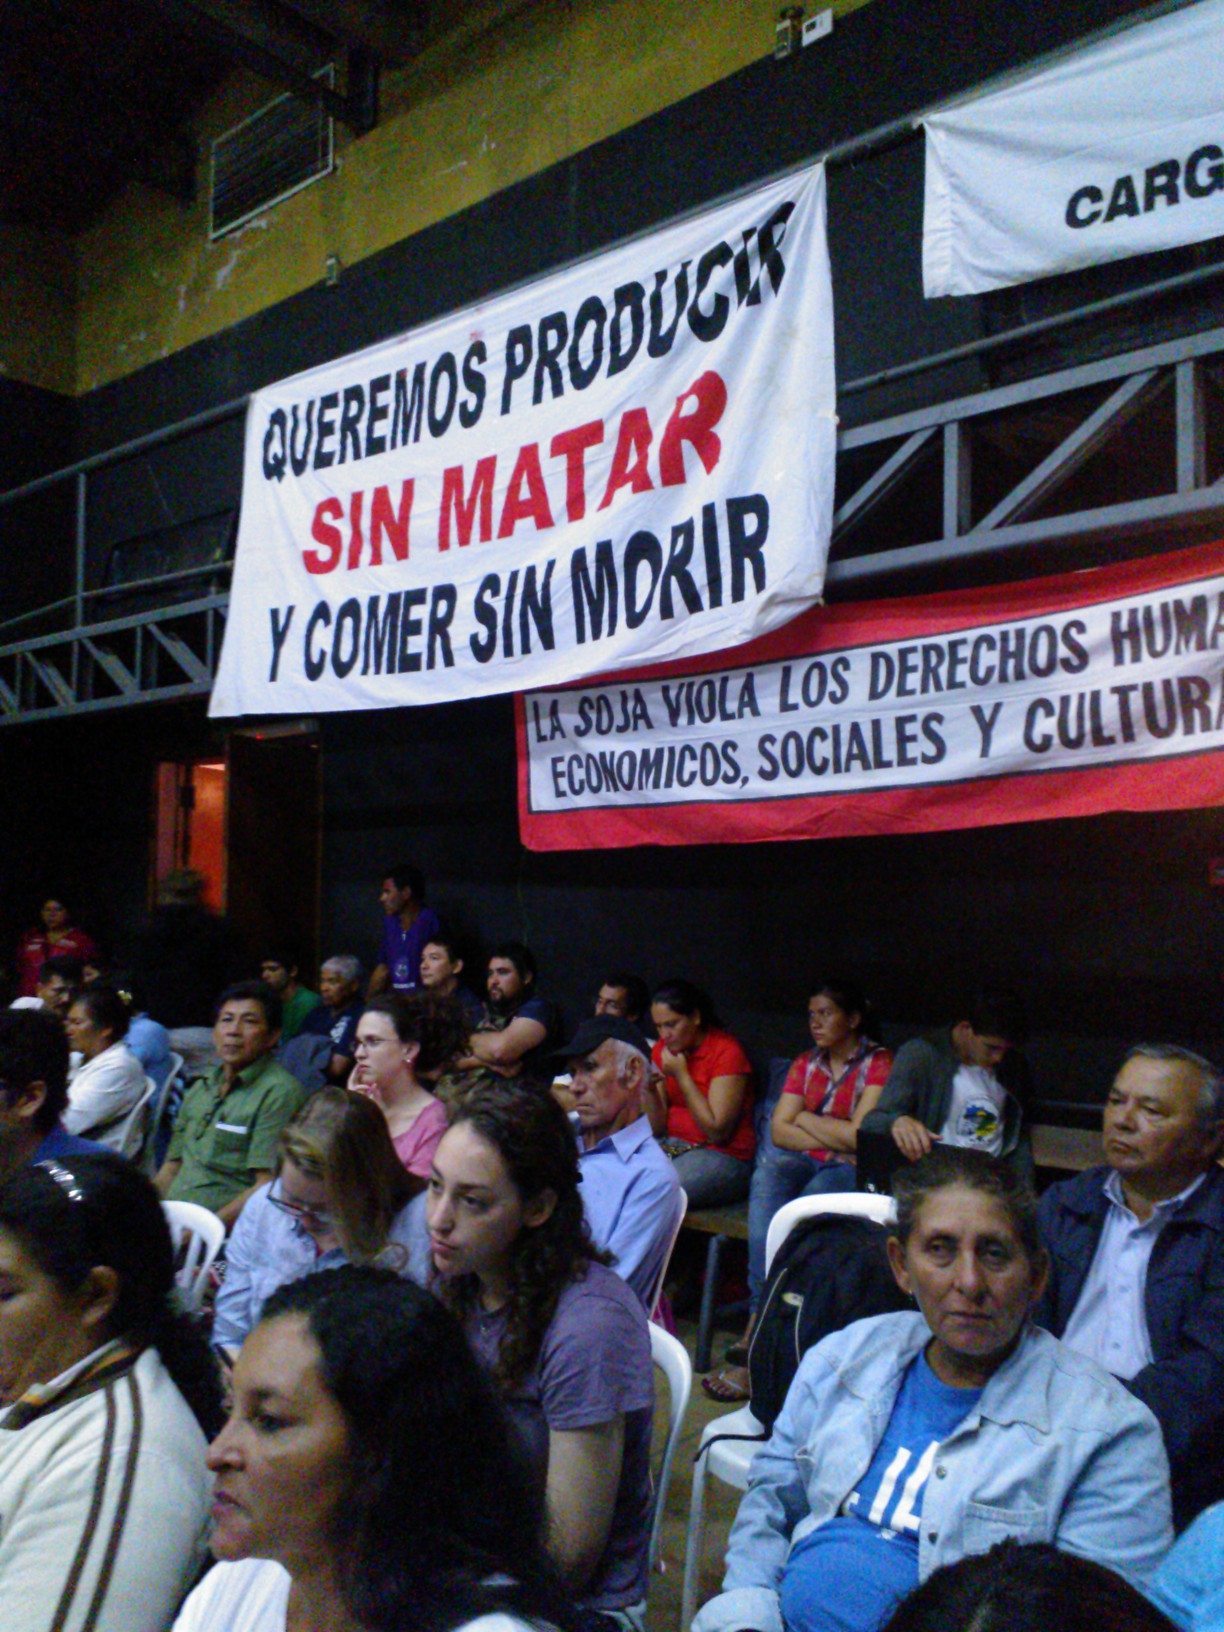 QUEREMOS PRODUCIR
SIN MATAR
Y COMER SIN MORIR
CARG
LA SOJA VIOLA LOS DERECHOS HUMA
ECONOMICOS, SOCIALES Y CULTURA